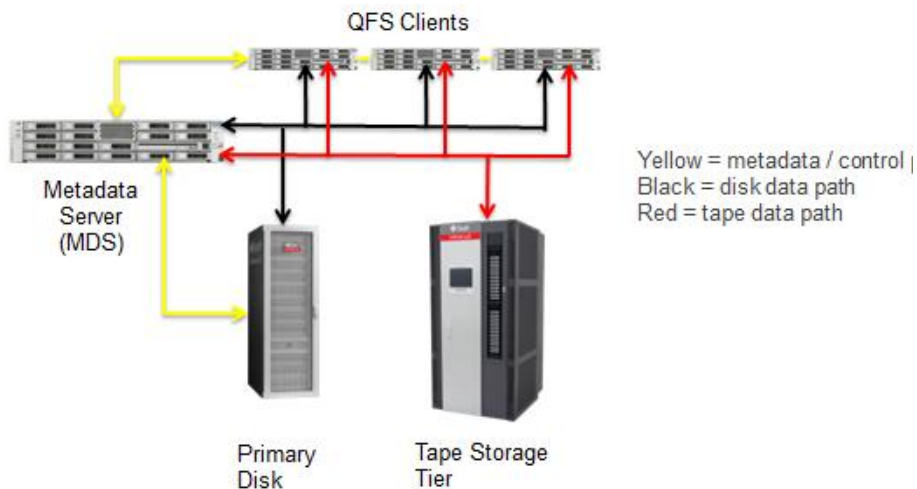 QFS Clients
Metadata
Server
(MDS)
Yellow = metadata / control
Black = disk data path
Red = tape data path
Primary
Disk
Tape Storage
Tier